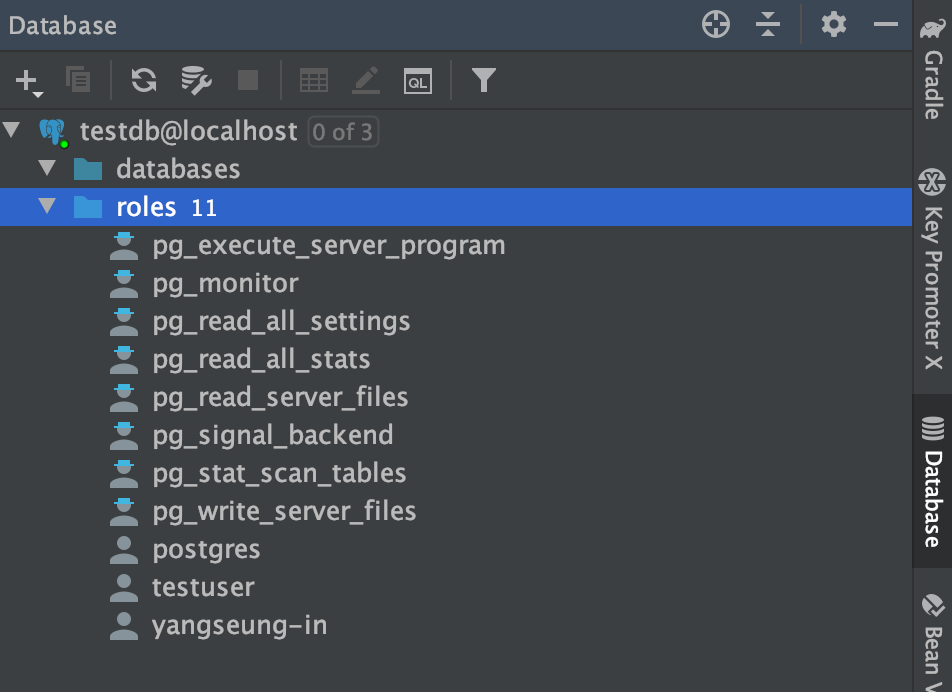 Database
QL
testdb@localhost 0 of 3
databases
roles 11
pg_execute_server_program
pg_monitor
pg_read_all_settings
pg_read_all_stats
pg_read_server_files
pg_signal_backend
pg_stat_scan_tables
pg_write_server_files
postgres
testuser
yangseung-in
Gradle
Key Promoter X
Database
Bean V